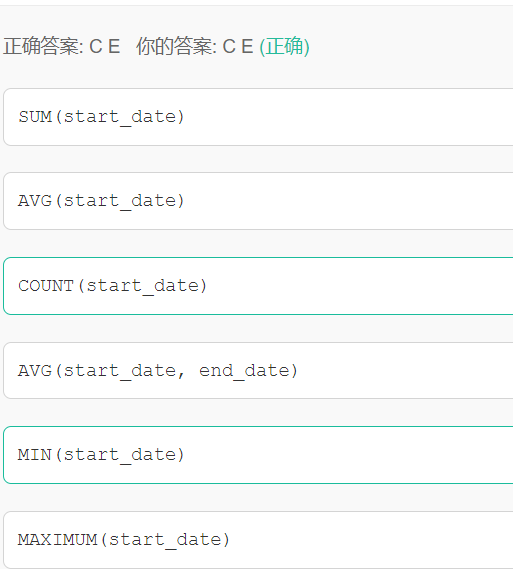 正确答案: C E 你的答案: C E (正确)
SUM(start_date)
AVG(start_date)
COUNT(start_date)
AVG(start_date, end_date)
MIN(start_date)
MAXIMUM(start_date)